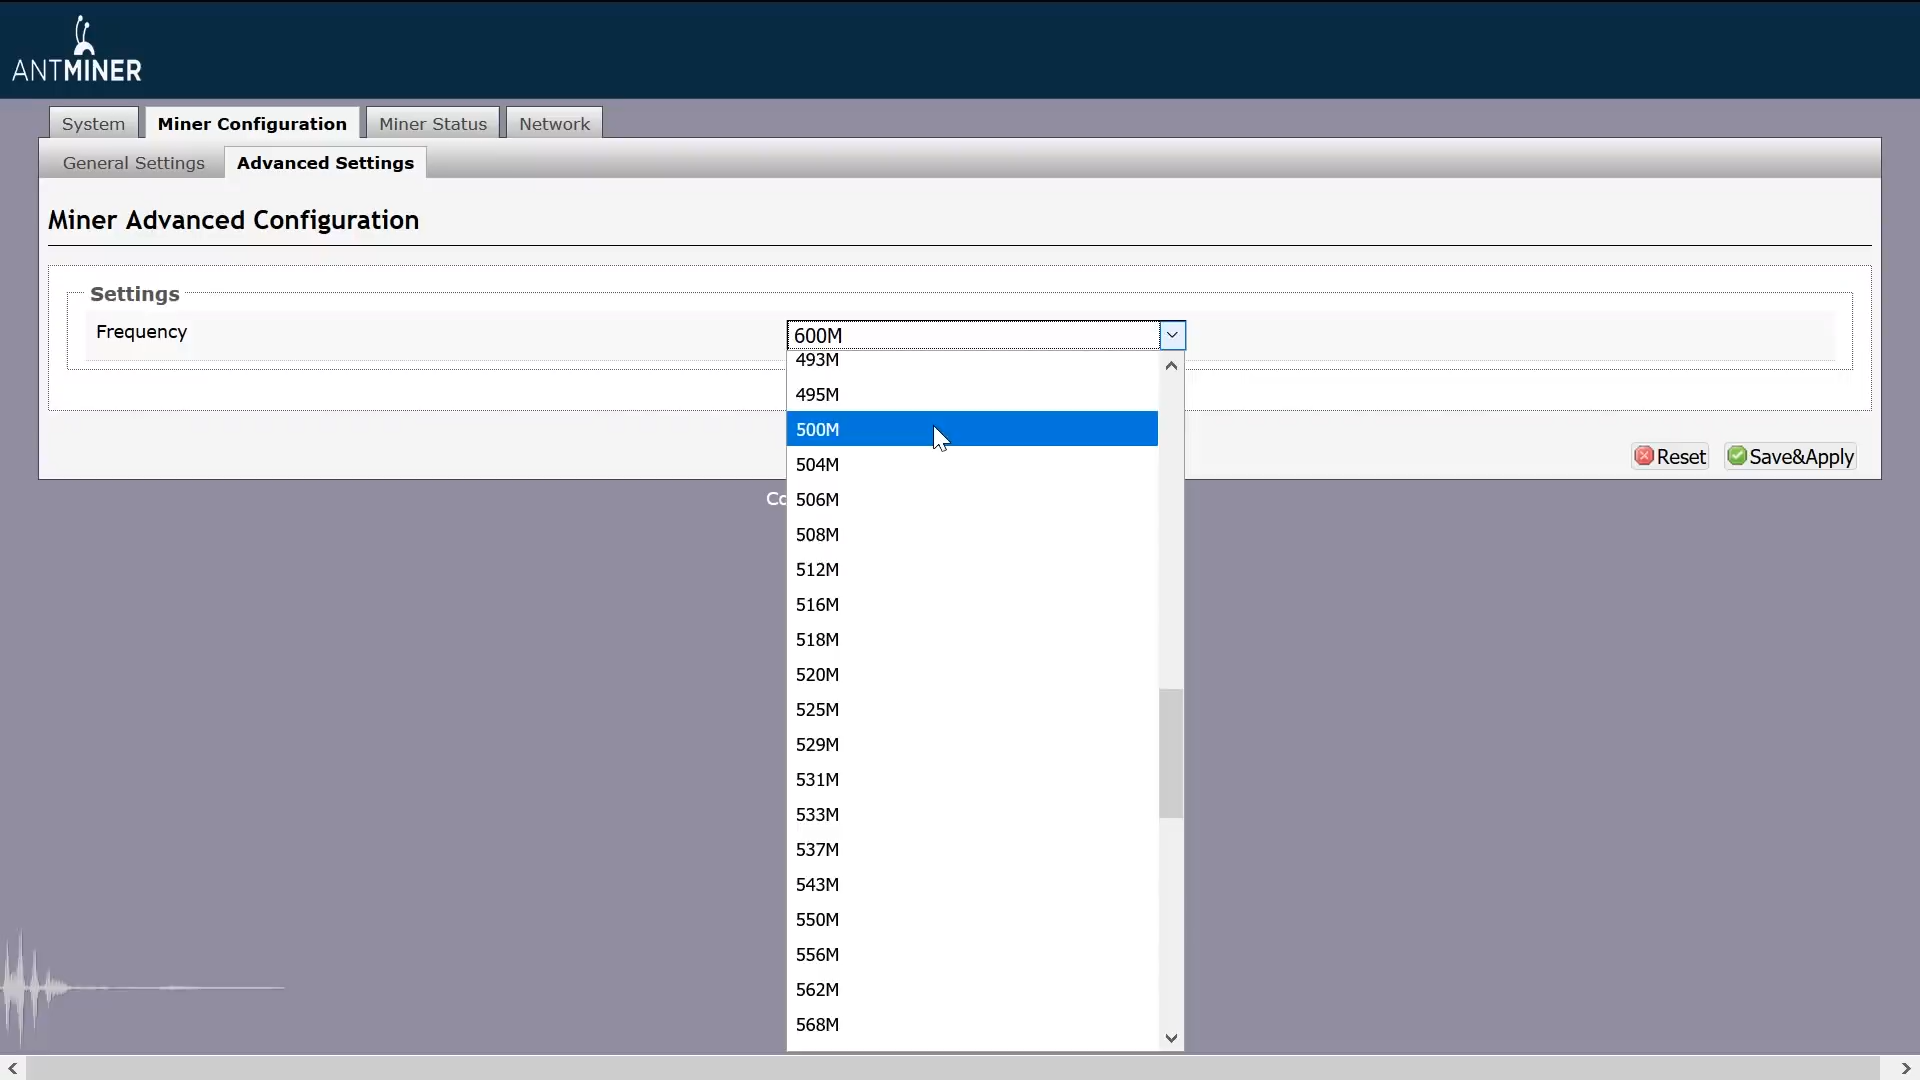 ANTMINER
System Miner Configuration Miner Status Network
General Settings Advanced Settings
Miner Advanced Configuration
Settings
Frequency 600M
493M
495M
500M
504M
506M
508M
512M
516M
518M
520M
525M
529M
531M
533M
537M
543M
550M
556M
562M
568M
Reset Save&Apply
Co